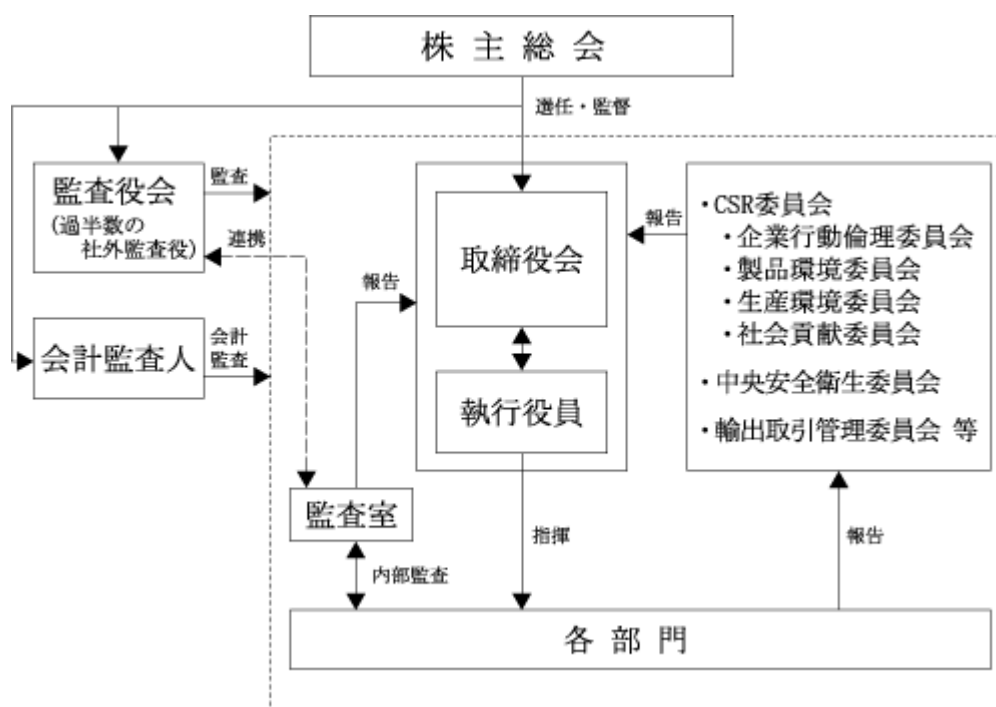 株主総会
選任・監督
監査役会
(過半数の
社外監査役)
監査
連携
会計監査人
会計
監査
報告
取締役会
執行役員
報告
・CSR委員会
・企業行動倫理委員会
・製品環境委員会
・生産環境委員会
・社会貢献委員会
・中央安全衛生委員会
・輸出取引管理委員会 等
監査室
内部監査
指揮
報告
各部門